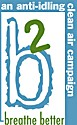 an anti-idling
clean air campaign
b2
breathe better